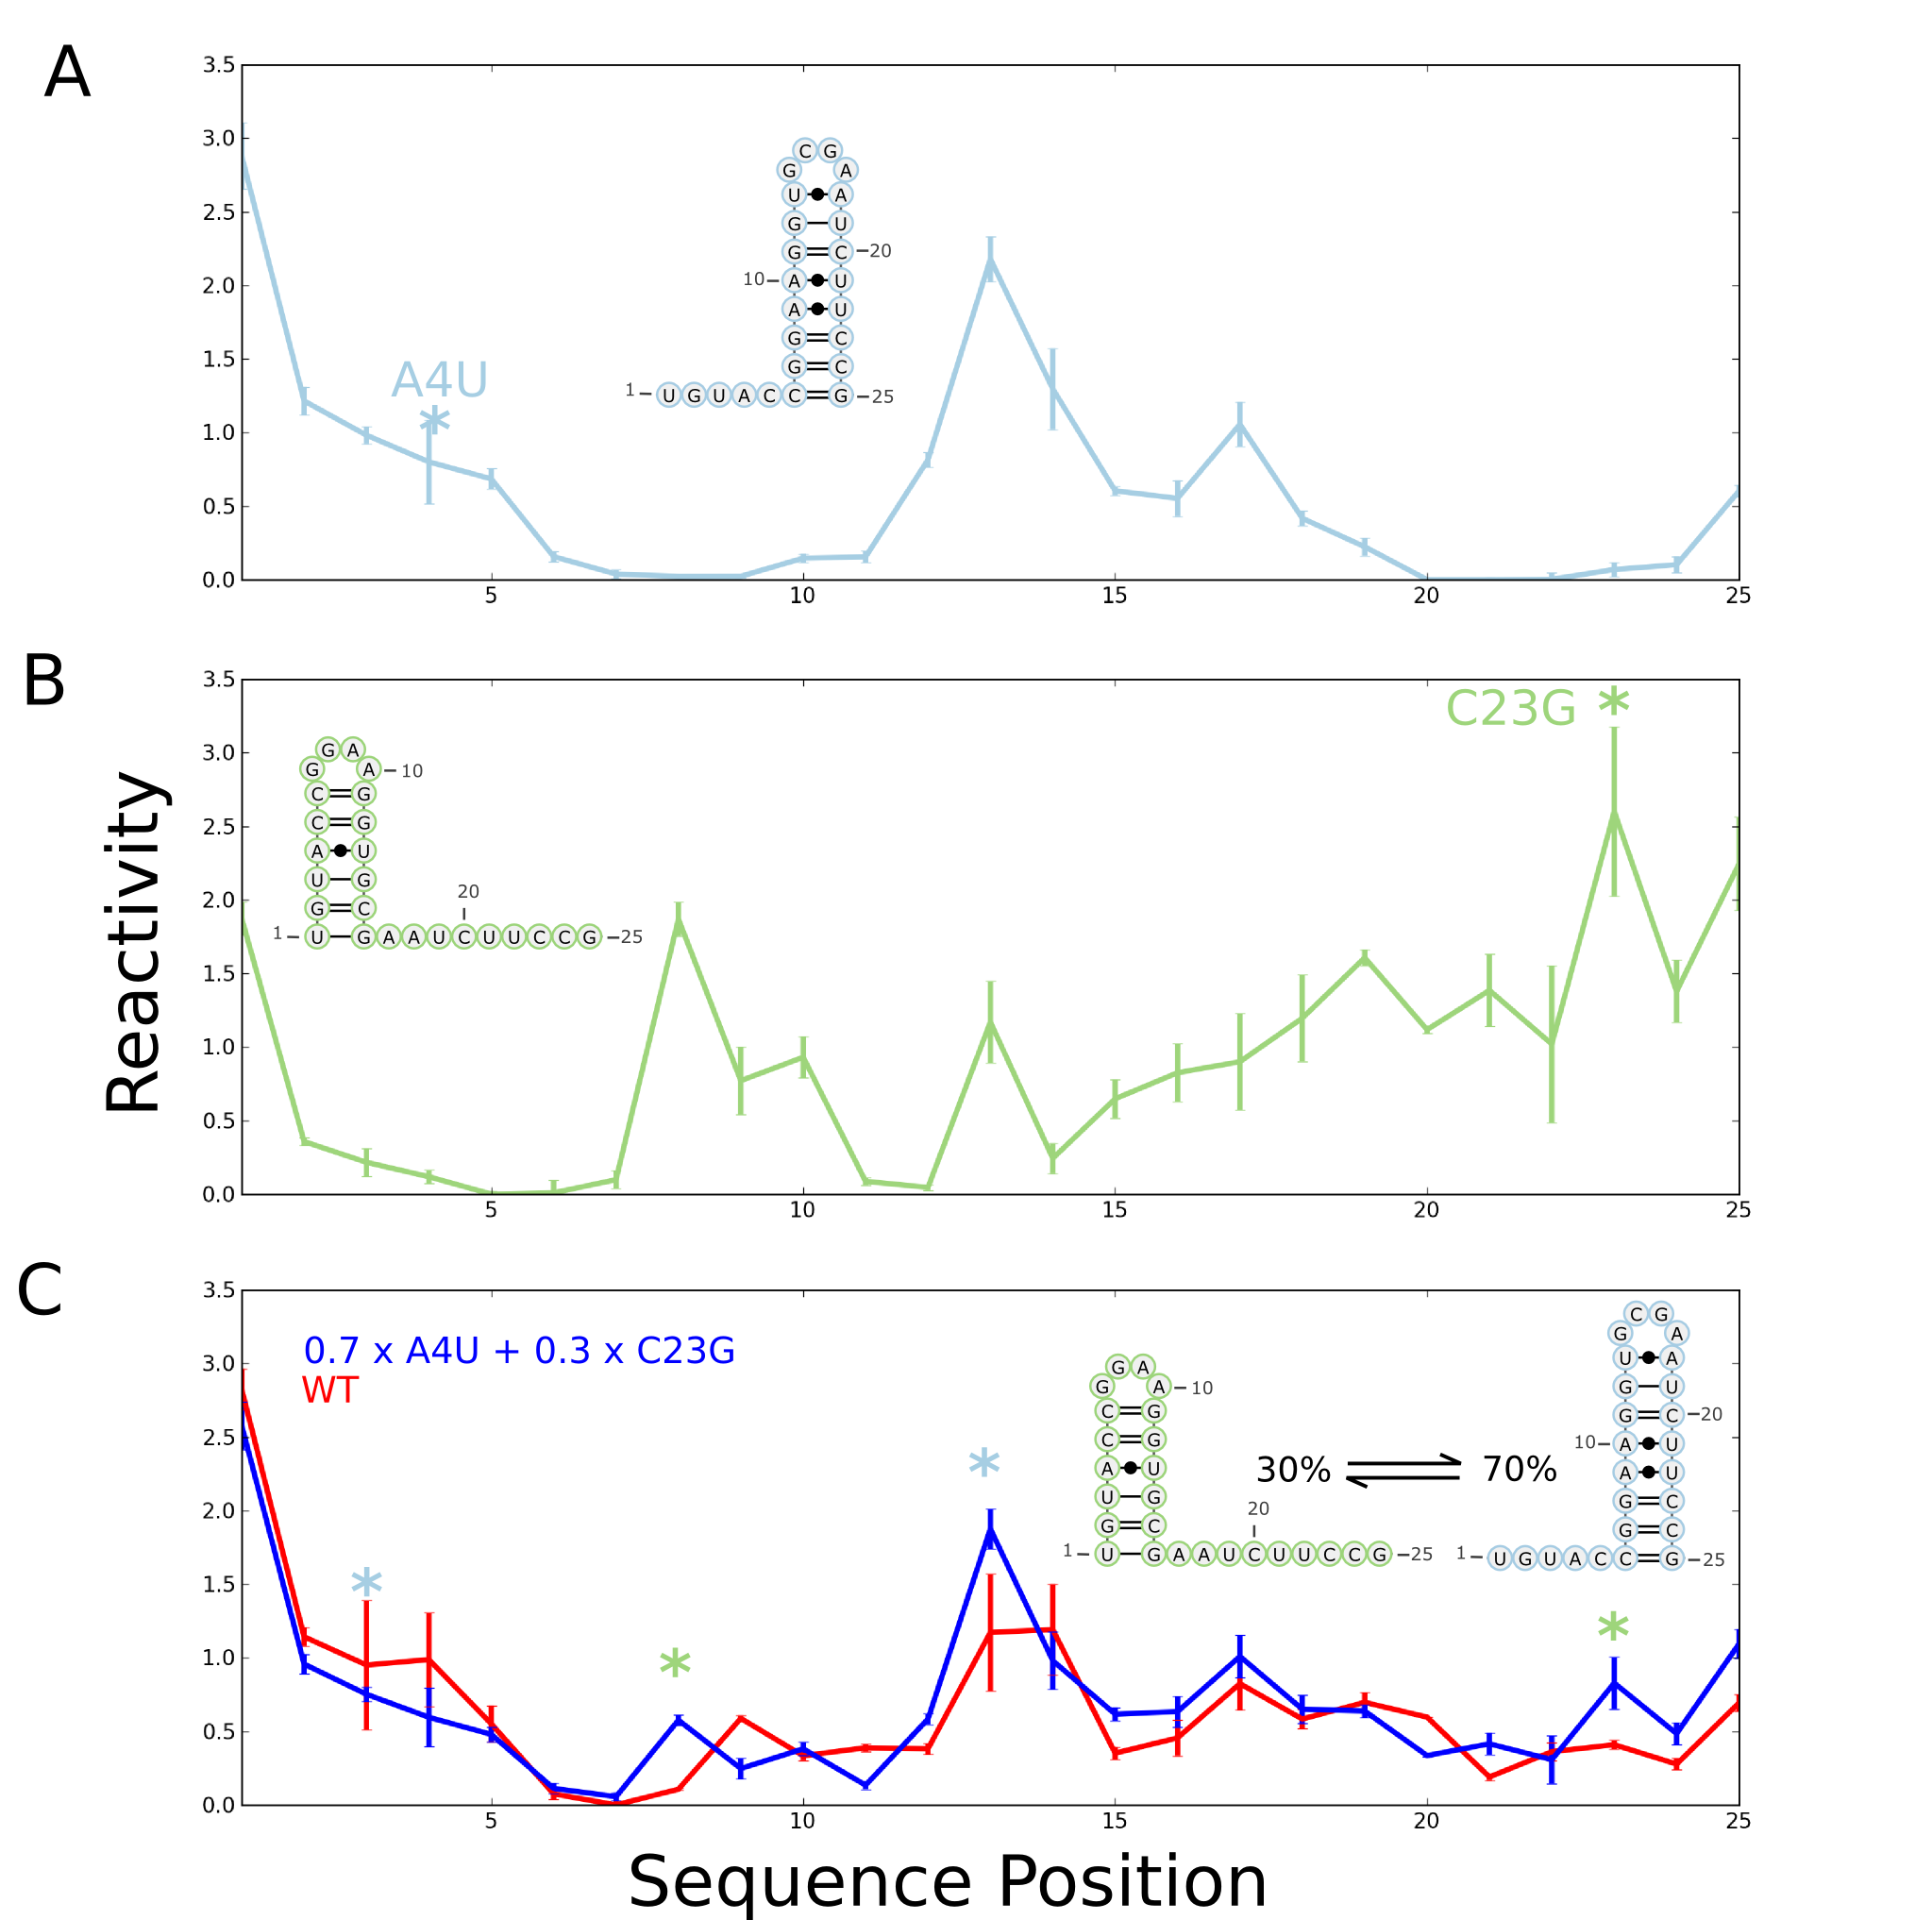 A
3.5
3.0
2.5
2.0
1.5
1.0
0.5
0.0
5
10
15
20
25
A4U
*
C G
G A
U A
G U
G C –20
10– A U
A U
G C
G C
1– U G U A C C G –25
B
3.5
3.0
2.5
2.0
1.5
1.0
0.5
0.0
5
10
15
20
25
C23G *
G A
G A –10
C G
C G
A U
U G
G C
20
1– U G A A U C U U C C G –25
Reactivity
C
3.5
3.0
2.5
2.0
1.5
1.0
0.5
0.0
5
10
15
20
25
0.7 x A4U + 0.3 x C23G
WT
*
*
*
*
G A
G A –10
C G
C G
A U
U G
G C
20
1– U G A A U C U U C C G –25
30% 70%
C G
G A
U A
G U
G C –20
10– A U
A U
G C
G C
1– U G U A C C G –25
Sequence Position